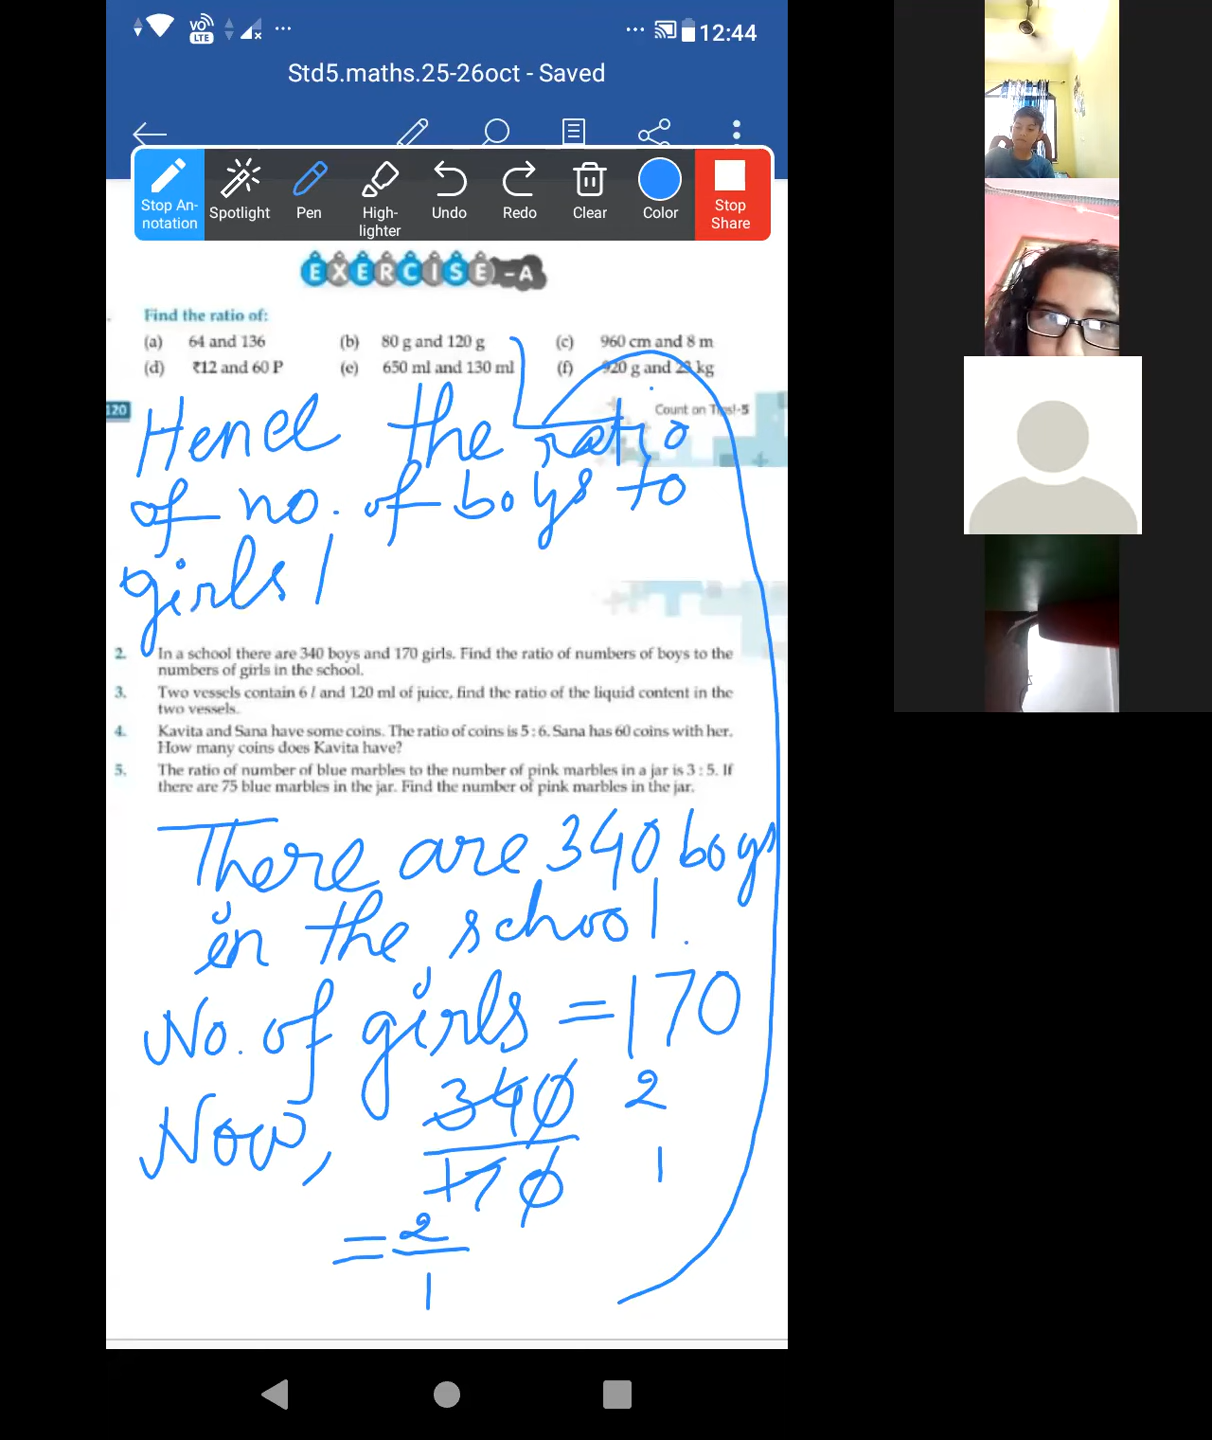 VO)) LTE ... ... 12:44
Std5.maths.25-26oct - Saved
Stop An-notation Spotlight Pen High-lighter Undo Redo Clear Color Stop Share
EXERCISE-A
Find the ratio of:
(a) 64 and 136 (b) 80 g and 120 g (c) 960 cm and 8 m
(d) ₹12 and 60 P (e) 650 ml and 130 ml (f) 920 g and 23 kg
120 Count on Tips!-5
Hence the ratio
of no. of boys to
girls
2. In a school there are 340 boys and 170 girls. Find the ratio of numbers of boys to the
numbers of girls in the school.
3. Two vessels contain 6 l and 120 ml of juice, find the ratio of the liquid content in the
two vessels.
4. Kavita and Sana have some coins. The ratio of coins is 5 : 6. Sana has 60 coins with her.
How many coins does Kavita have?
5. The ratio of number of blue marbles to the number of pink marbles in a jar is 3 : 5. If
there are 75 blue marbles in the jar. Find the number of pink marbles in the jar.
There are 340 boys
in the school.
No. of girls = 170
Now, 340 2
170 1
= 2
1